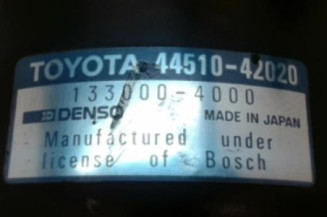 TOYOTA 44510-42020
133000-4000
DENSO MADE IN JAPAN
Manufactured under
license of Bosch